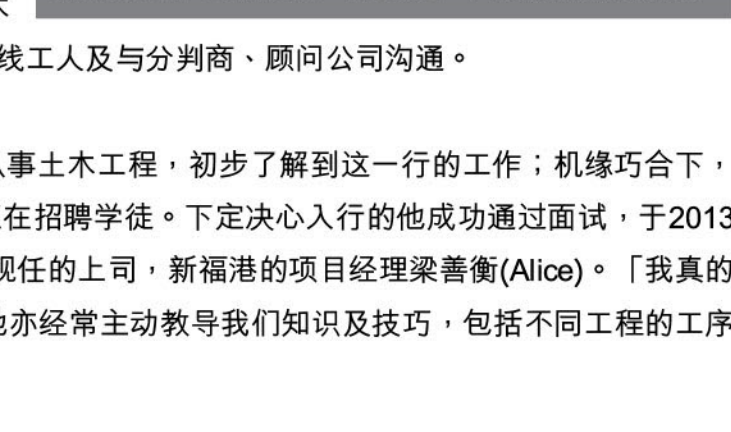 线工人及与分判商、顾问公司沟通。
事土木工程，初步了解到这一行的工作；机缘巧合下，
在招聘学徒。下定决心入行的他成功通过面试，于2013
现任的上司，新福港的项目经理梁善衡(Alice)。「我真的
亦经常主动教导我们知识及技巧，包括不同工程的工序